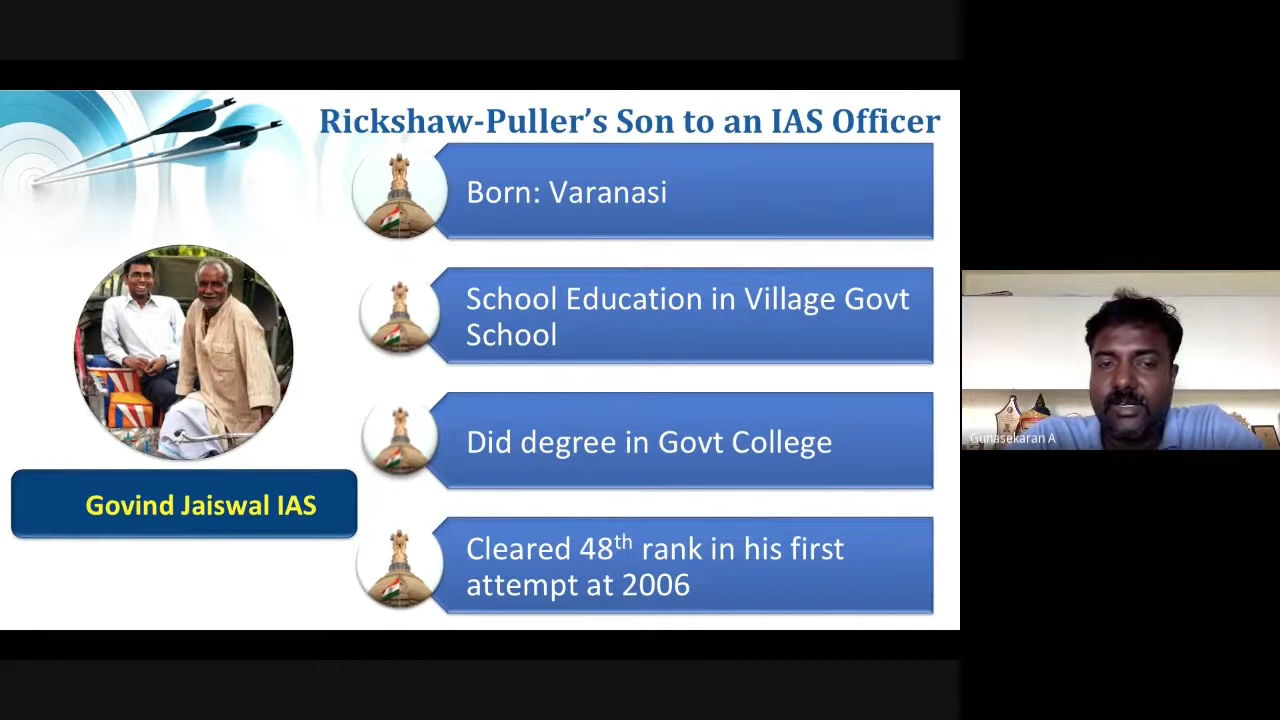 Rickshaw-Puller’s Son to an IAS Officer
Born: Varanasi
School Education in Village Govt
School
Did degree in Govt College
Cleared 48th rank in his first
attempt at 2006
Govind Jaiswal IAS
Gunasekaran A